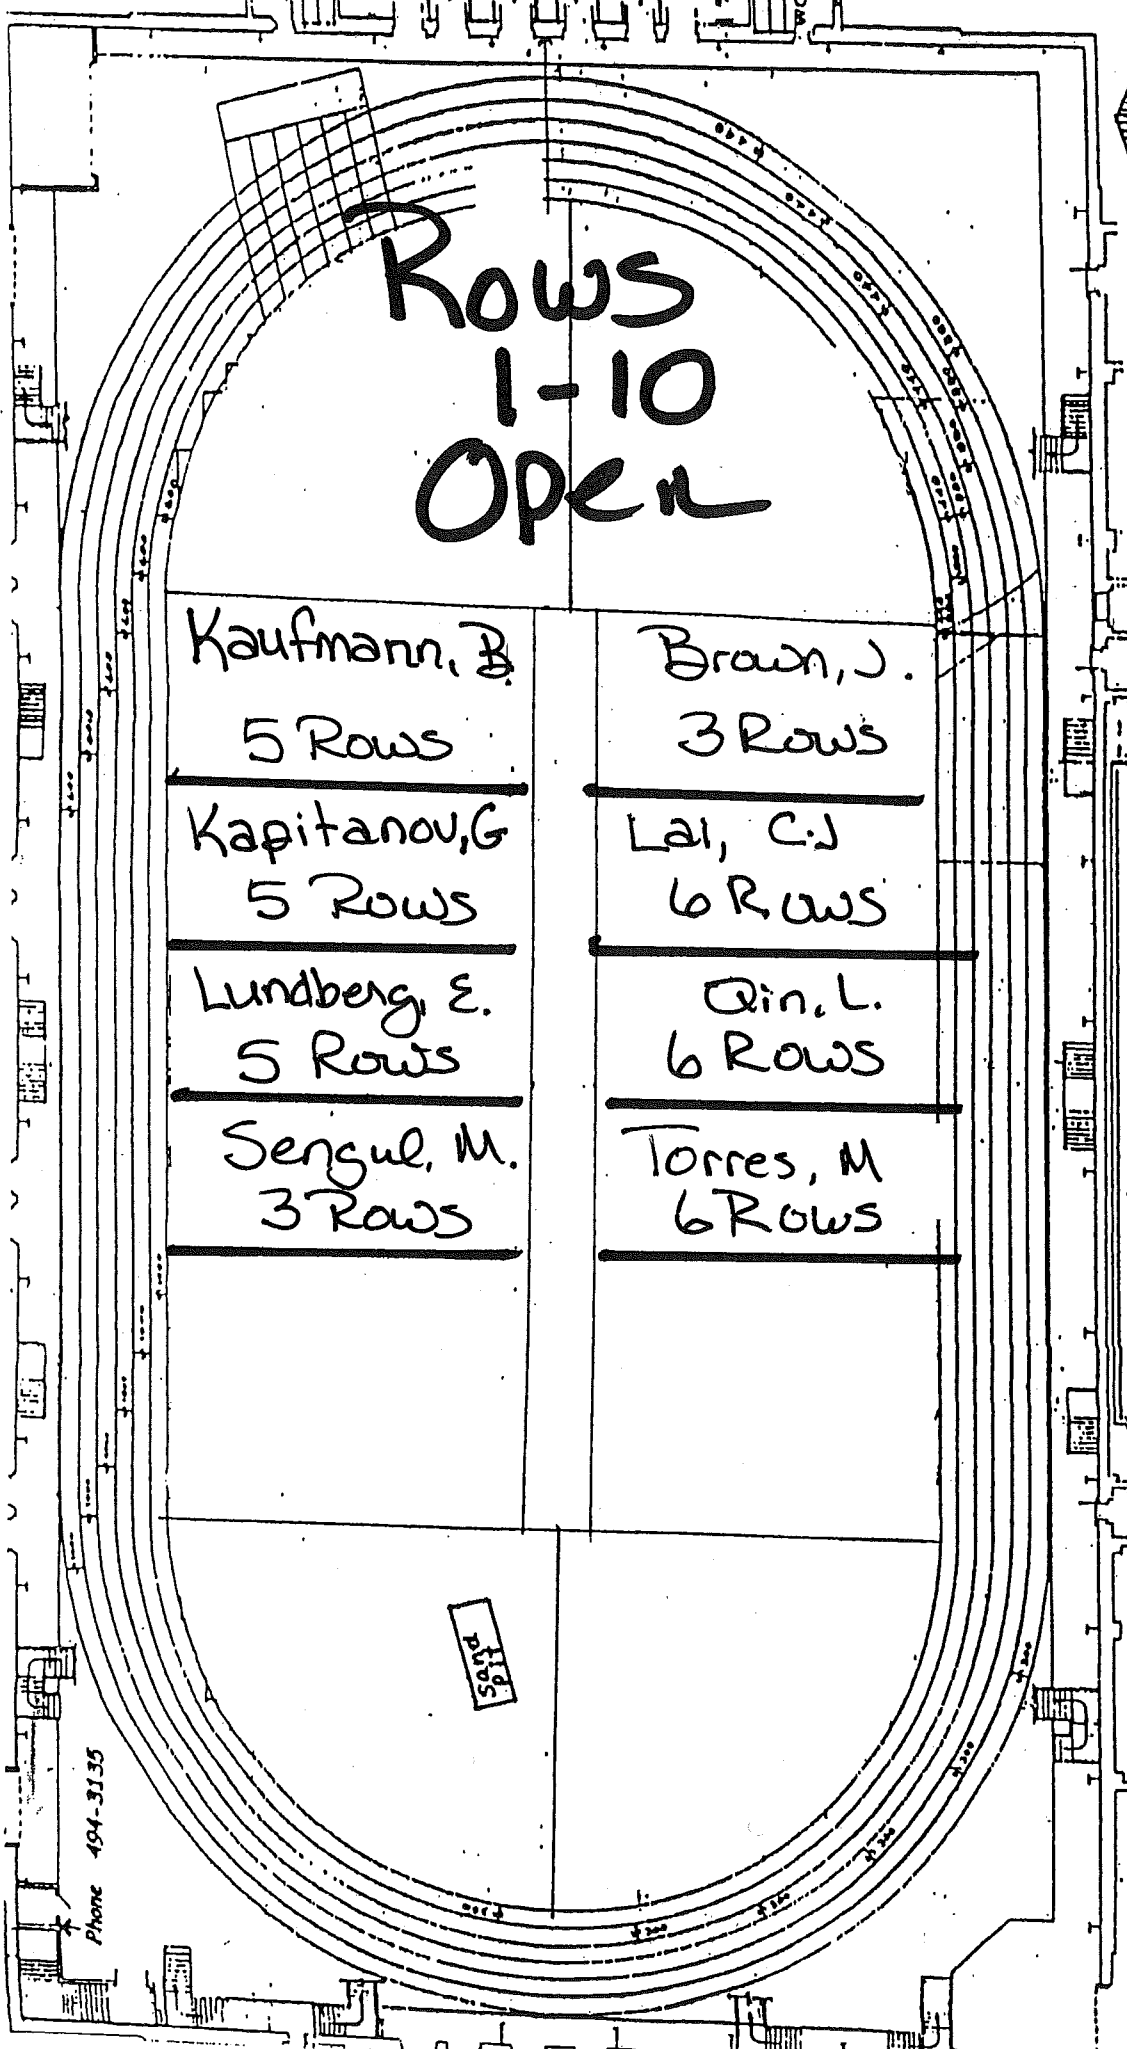 Rows
1-10
Open
Kaufmann, B.
5 Rows
Brown, J.
3 Rows
Kapitanov, G
5 Rows
Lai, C.J
6 Rows
Lundberg, E.
5 Rows
Qin, L.
6 Rows
Sengul, M.
3 Rows
Torres, M
6 Rows
Sand
pit
Phone 494-3135